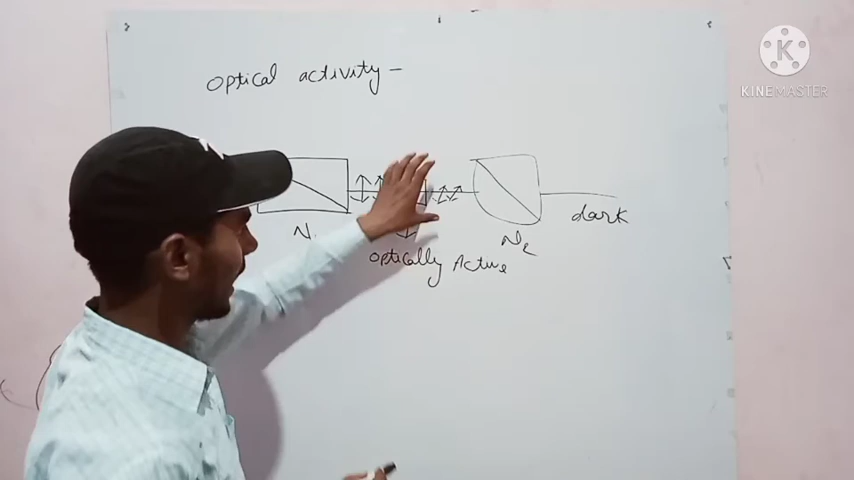 optical activity -
K
KINEMASTER
N1
N2
dark
optically Active